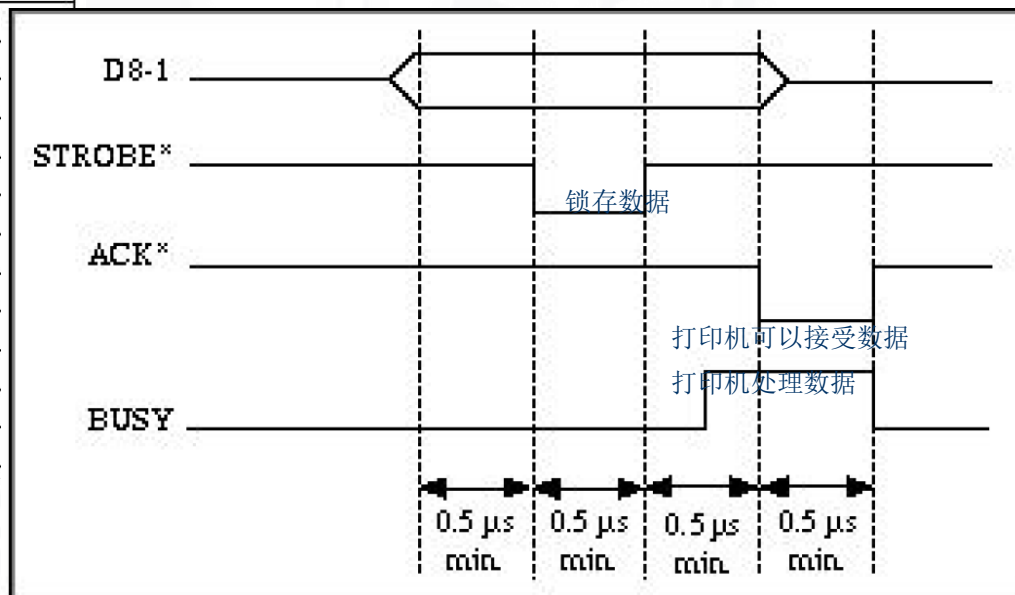 D8-1
STROBE*
锁存数据
ACK*
打印机可以接受数据
打印机处理数据
BUSY
0.5 µs 0.5 µs 0.5 µs 0.5 µs
min. min. min. min.